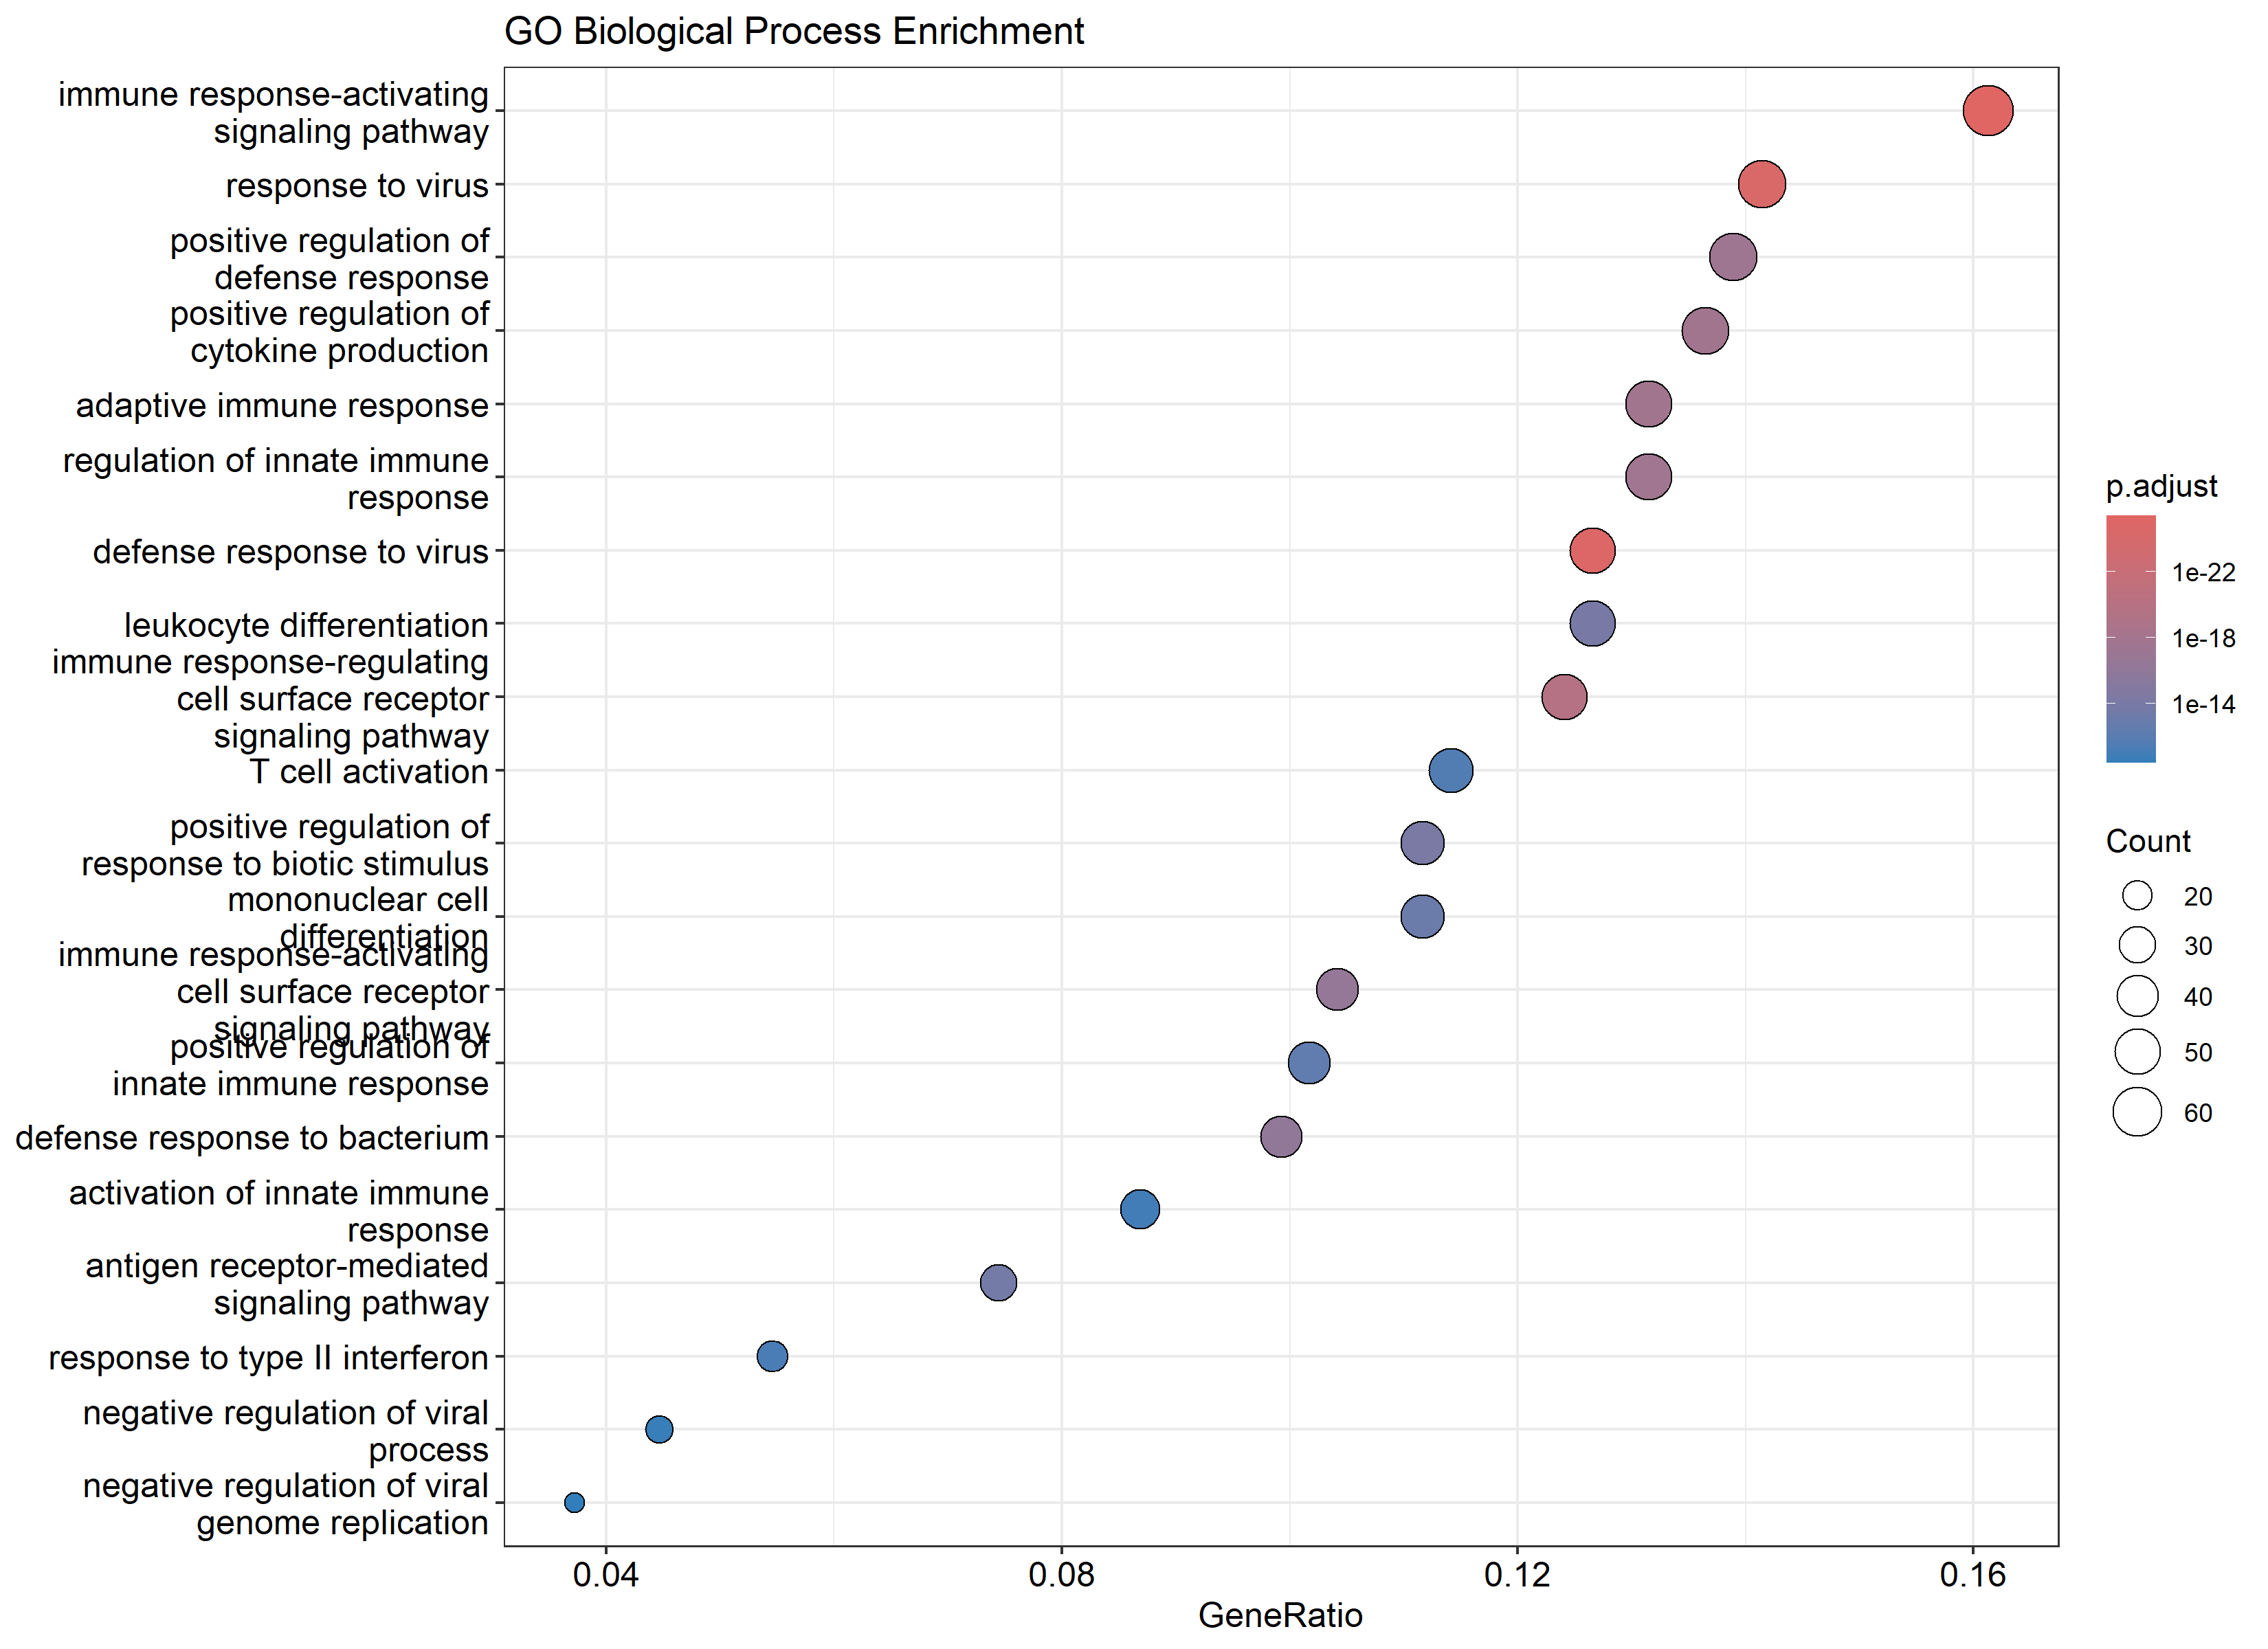 GO Biological Process Enrichment
immune response-activating
signaling pathway
response to virus
positive regulation of
defense response
positive regulation of
cytokine production
adaptive immune response
regulation of innate immune
response
defense response to virus
leukocyte differentiation
immune response-regulating
cell surface receptor
signaling pathway
T cell activation
positive regulation of
response to biotic stimulus
mononuclear cell
differentiation
immune response-activating
cell surface receptor
signaling pathway
positive regulation of
innate immune response
defense response to bacterium
activation of innate immune
response
antigen receptor-mediated
signaling pathway
response to type II interferon
negative regulation of viral
process
negative regulation of viral
genome replication
0.04 0.08 0.12 0.16
GeneRatio
p.adjust
1e-22
1e-18
1e-14
Count
20
30
40
50
60